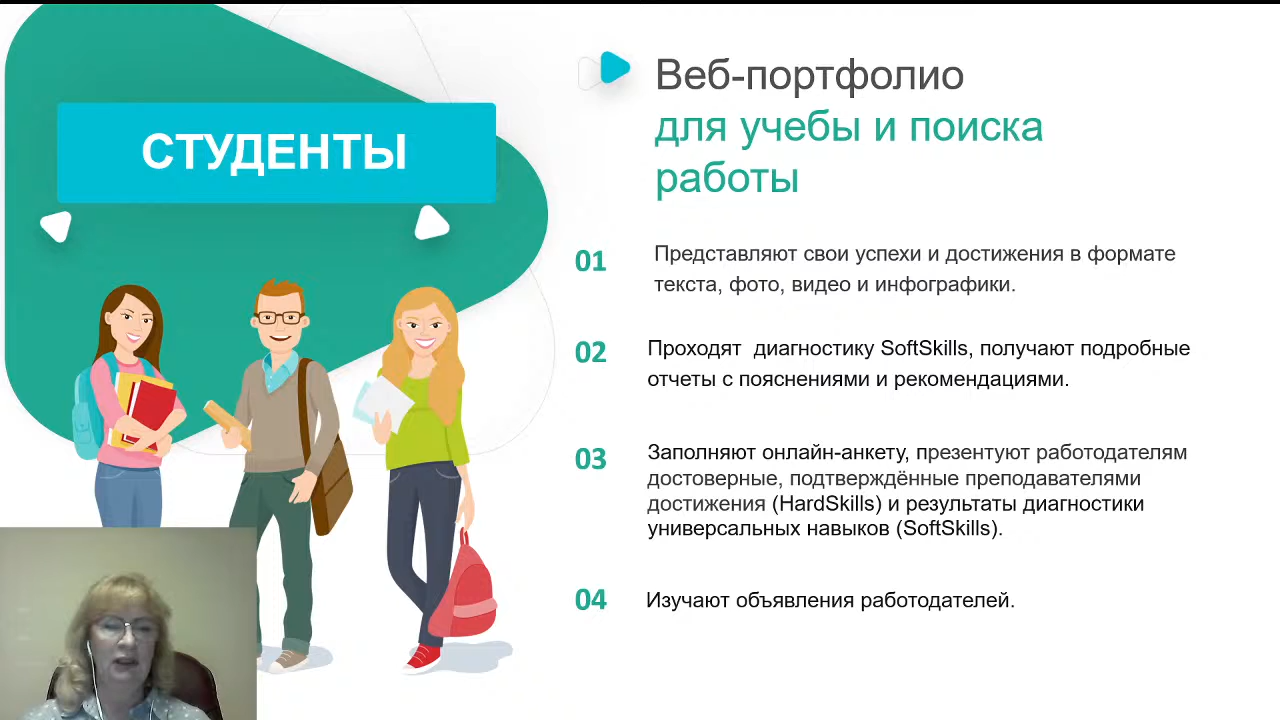 СТУДЕНТЫ
Веб-портфолио
для учебы и поиска
работы
01
Представляют свои успехи и достижения в формате
текста, фото, видео и инфографики.
02
Проходят  диагностику SoftSkills, получают подробные
отчеты с пояснениями и рекомендациями.
03
Заполняют онлайн-анкету, презентуют работодателям
достоверные, подтверждённые преподавателями
достижения (HardSkills) и результаты диагностики
универсальных навыков (SoftSkills).
04
Изучают объявления работодателей.